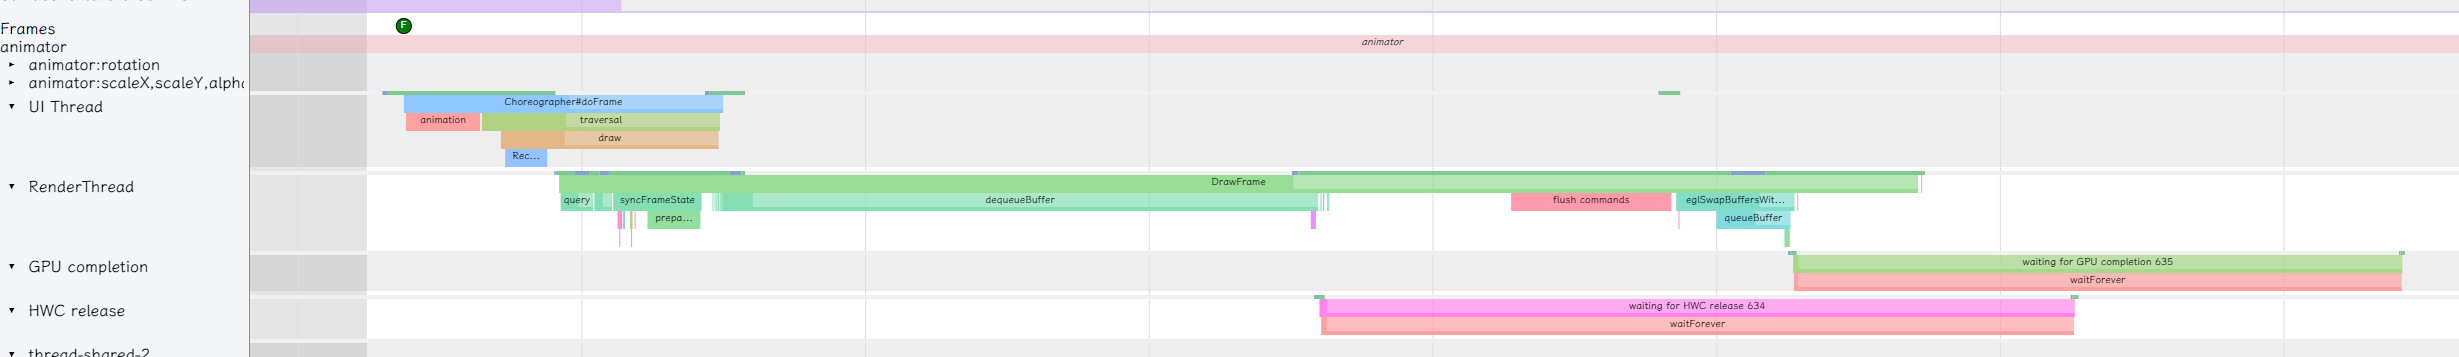 Frames
F
animator
animator
animator:rotation
animator:scaleX,scaleY,alph
UI Thread
Choreographer#doFrame
animation traversal
draw
Rec...
RenderThread
DrawFrame
query syncFrameState dequeueBuffer flush commands eglSwapBuffersWit...
prepa... queueBuffer
GPU completion
waiting for GPU completion 635
waitForever
HWC release
waiting for HWC release 634
waitForever
thread-shared-2